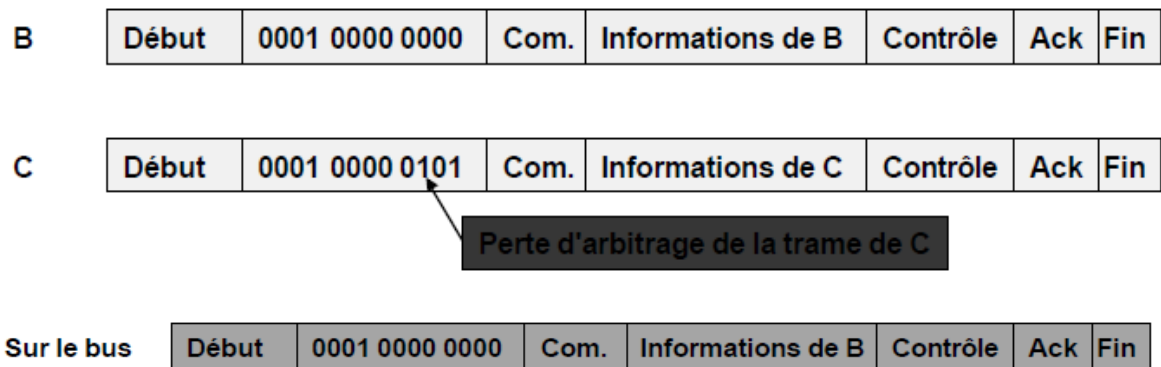 B Début 0001 0000 0000 Com. Informations de B Contrôle Ack Fin
C Début 0001 0000 0101 Com. Informations de C Contrôle Ack Fin
Perte d'arbitrage de la trame de C
Sur le bus Début 0001 0000 0000 Com. Informations de B Contrôle Ack Fin